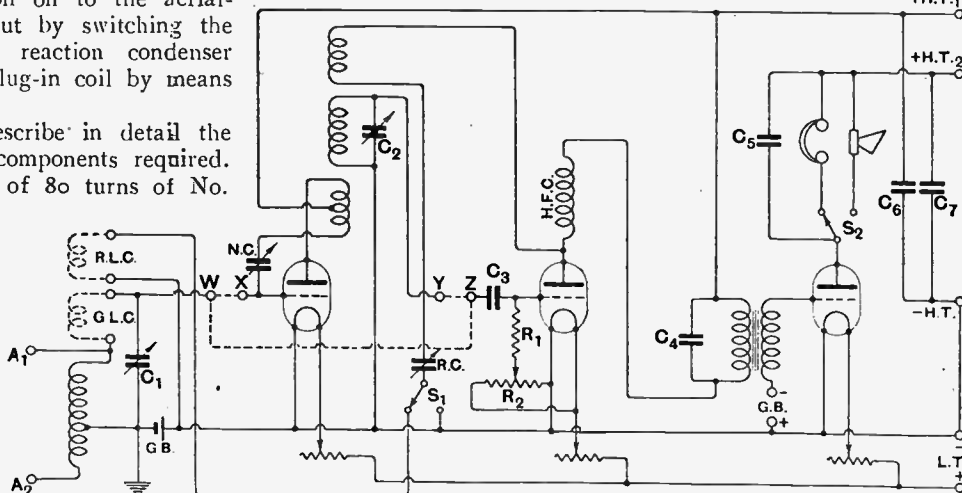 on on to the aerial-
ut by switching the
reaction condenser
lug-in coil by means
escribe in detail the
components required.
of 80 turns of No.
+H.T.1
+H.T.2
C2
C5
H.F.C.
C6
C7
S2
R.L.C.
N.C.
W
X
Y
Z
C3
G.L.C.
R1
C4
-H.T.
A1
C1
R.C.
S1
R2
-
G.B.
+
G.B.
-
L.T.
+
A2